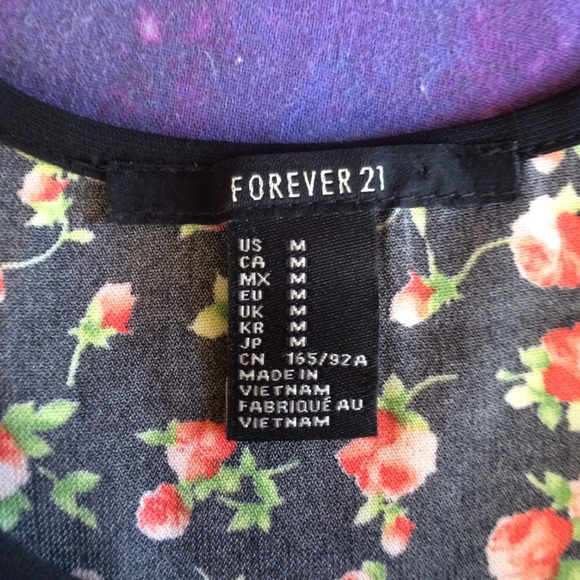 FOREVER 21
US M
CA M
MX M
EU M
UK M
KR M
JP M
CN 165/92A
MADE IN
VIETNAM
FABRIQUÉ AU
VIETNAM